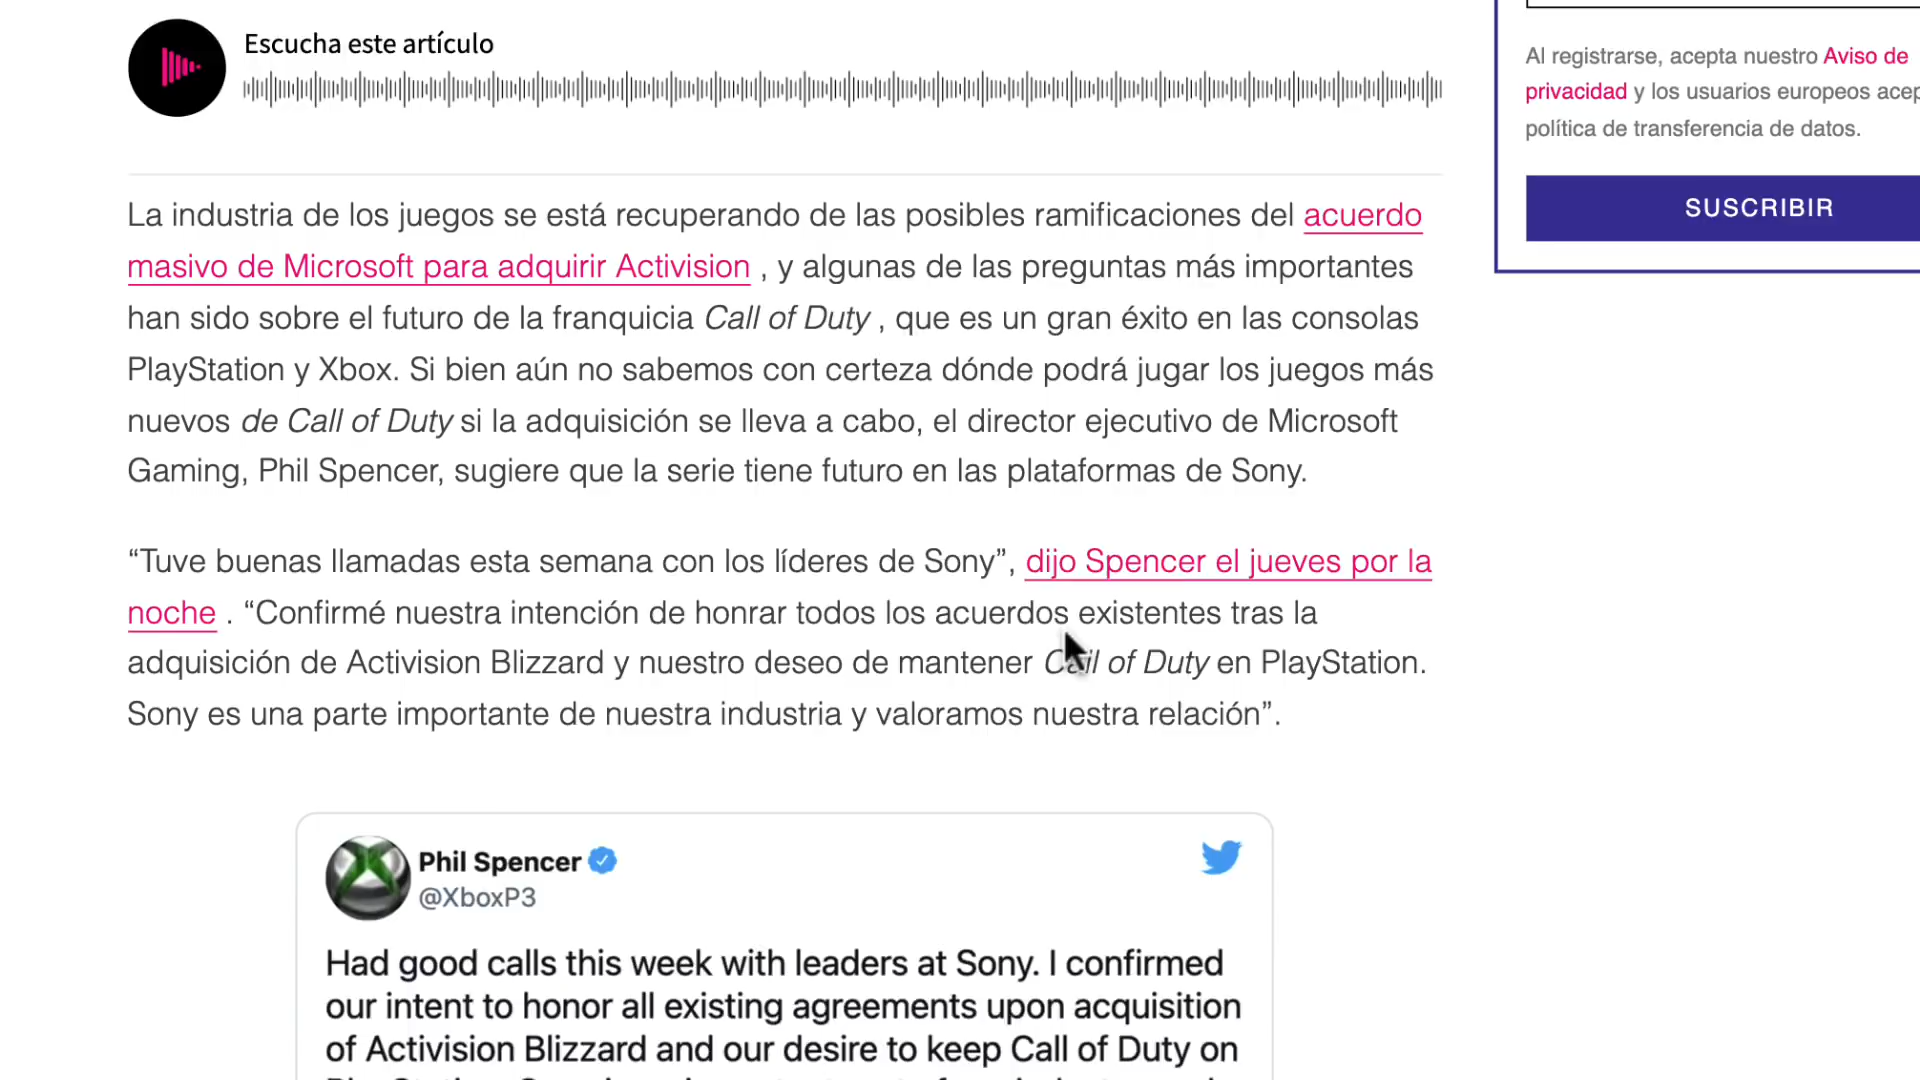 Escucha este artículo
Al registrarse, acepta nuestro Aviso de
privacidad y los usuarios europeos
política de transferencia de datos.
SUSCRIBIR
La industria de los juegos se está recuperando de las posibles ramificaciones del acuerdo
masivo de Microsoft para adquirir Activision , y algunas de las preguntas más importantes
han sido sobre el futuro de la franquicia Call of Duty , que es un gran éxito en las consolas
PlayStation y Xbox. Si bien aún no sabemos con certeza dónde podrá jugar los juegos más
nuevos de Call of Duty si la adquisición se lleva a cabo, el director ejecutivo de Microsoft
Gaming, Phil Spencer, sugiere que la serie tiene futuro en las plataformas de Sony.
“Tuve buenas llamadas esta semana con los líderes de Sony”, dijo Spencer el jueves por la
noche . “Confirmé nuestra intención de honrar todos los acuerdos existentes tras la
adquisición de Activision Blizzard y nuestro deseo de mantener Call of Duty en PlayStation.
Sony es una parte importante de nuestra industria y valoramos nuestra relación”.
Phil Spencer
@XboxP3
Had good calls this week with leaders at Sony. I confirmed
our intent to honor all existing agreements upon acquisition
of Activision Blizzard and our desire to keep Call of Duty on